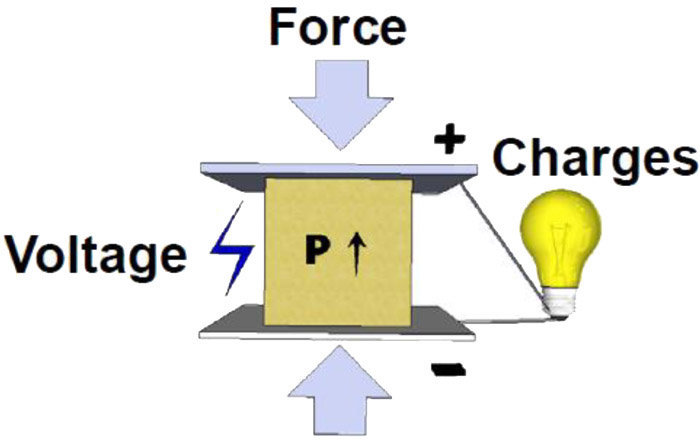 Force
+
Charges
Voltage
P ↑
-